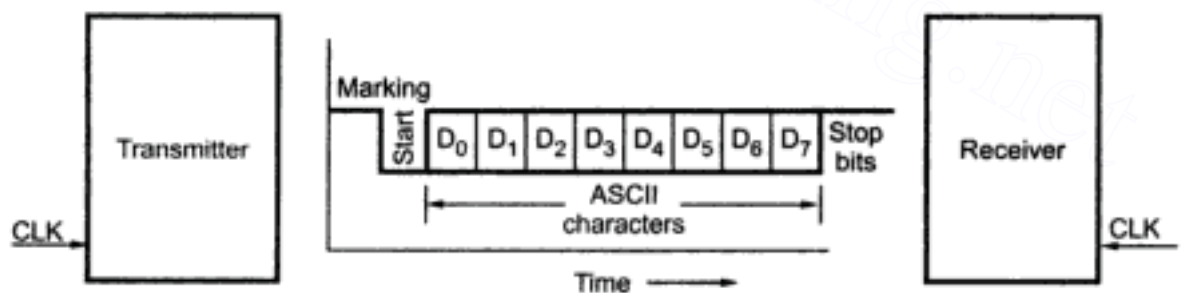 Marking
Transmitter
Start
D0 D1 D2 D3 D4 D5 D6 D7
Stop
bits
Receiver
ASCII
characters
CLK
CLK
Time